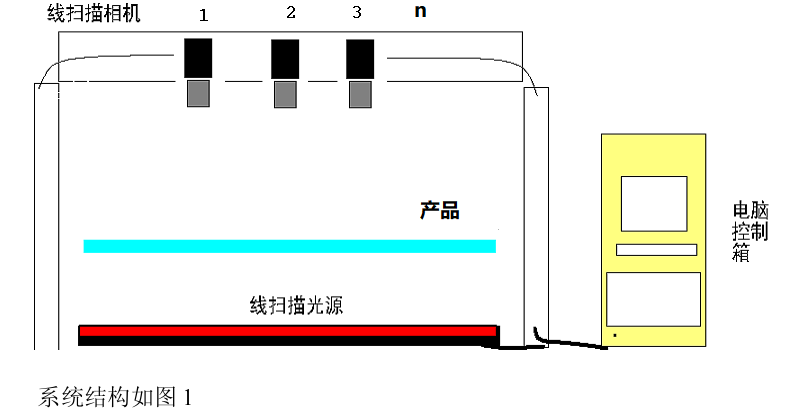 线扫描相机 1 2 3 n
产品
电脑
控制
箱
线扫描光源
系统结构如图 1